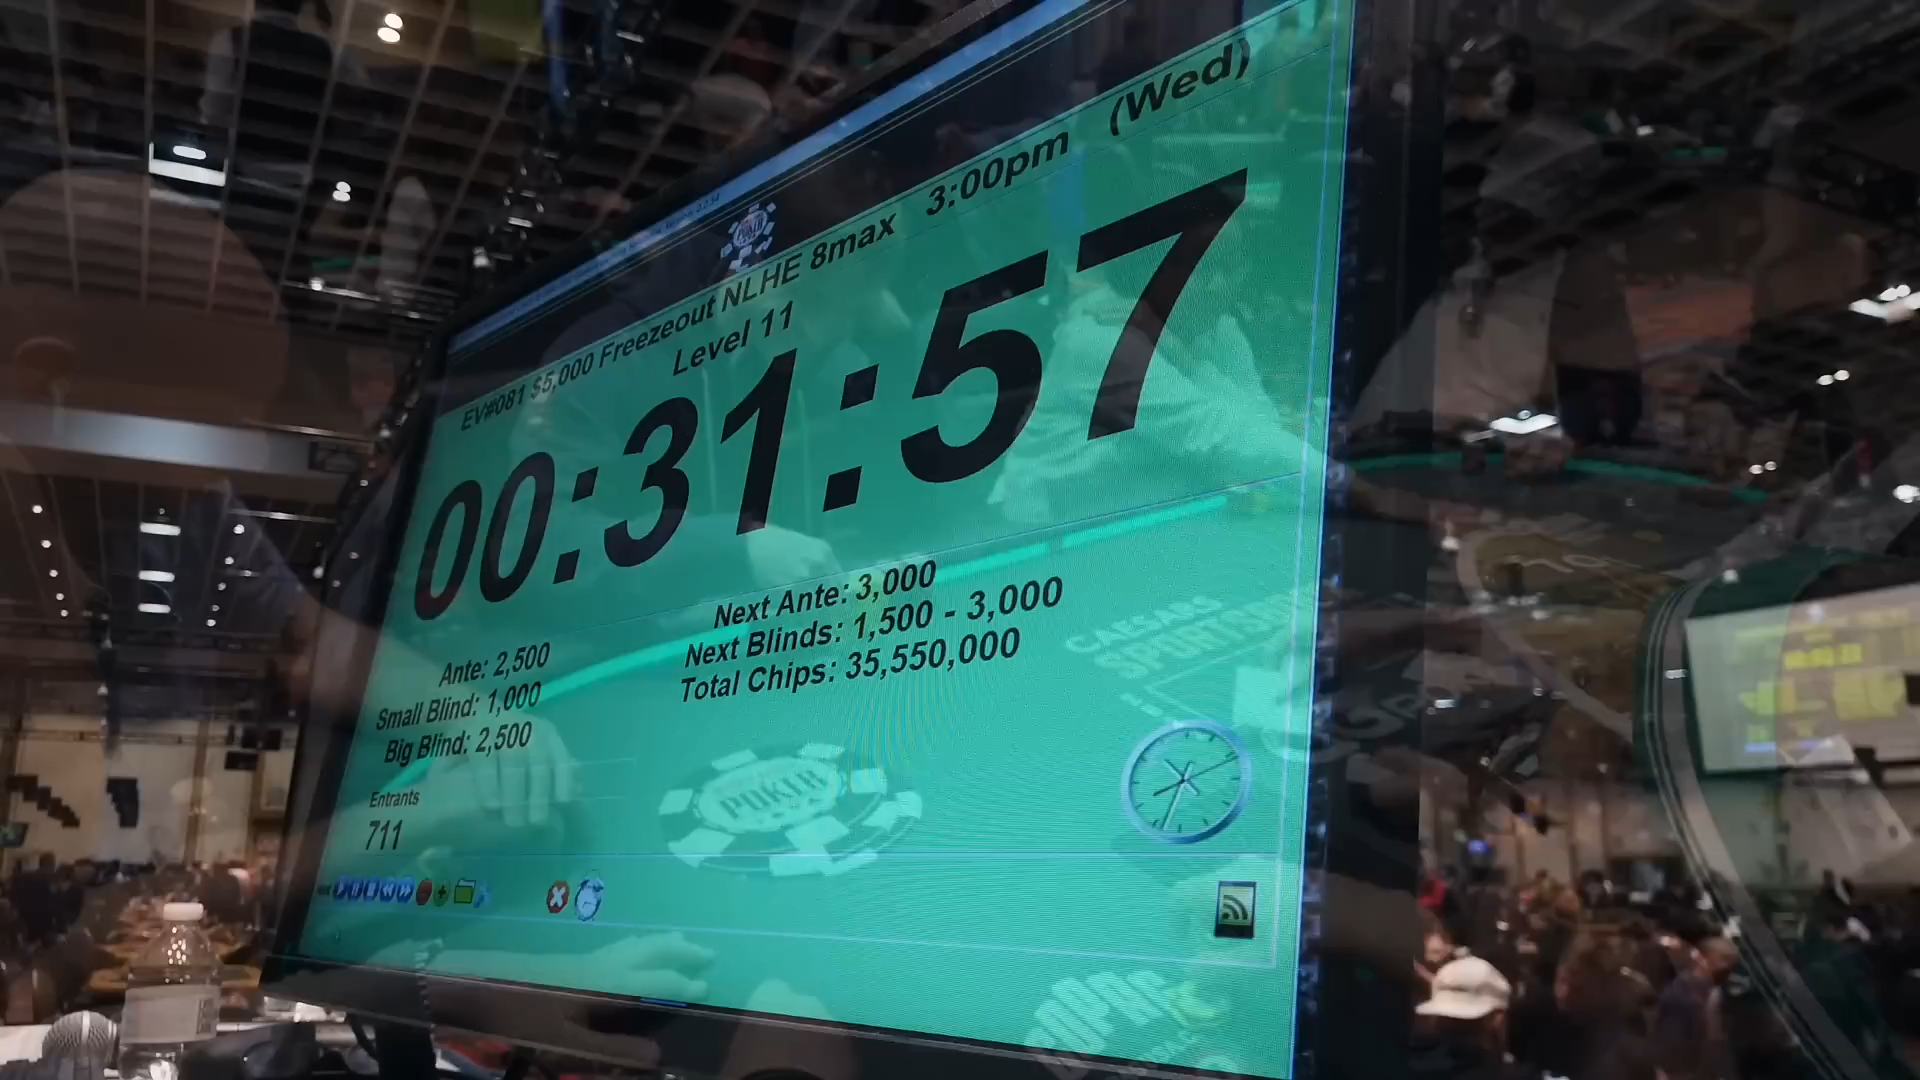 EV#081 $5,000 Freezeout NLHE 8max 3:00pm (Wed)
Level 11
00:31:57
Next Ante: 3,000
Next Blinds: 1,500 - 3,000
Total Chips: 35,550,000
Ante: 2,500
Small Blind: 1,000
Big Blind: 2,500
Entrants
711
POKER
POKER
CAESARS
SPORTSBOOK